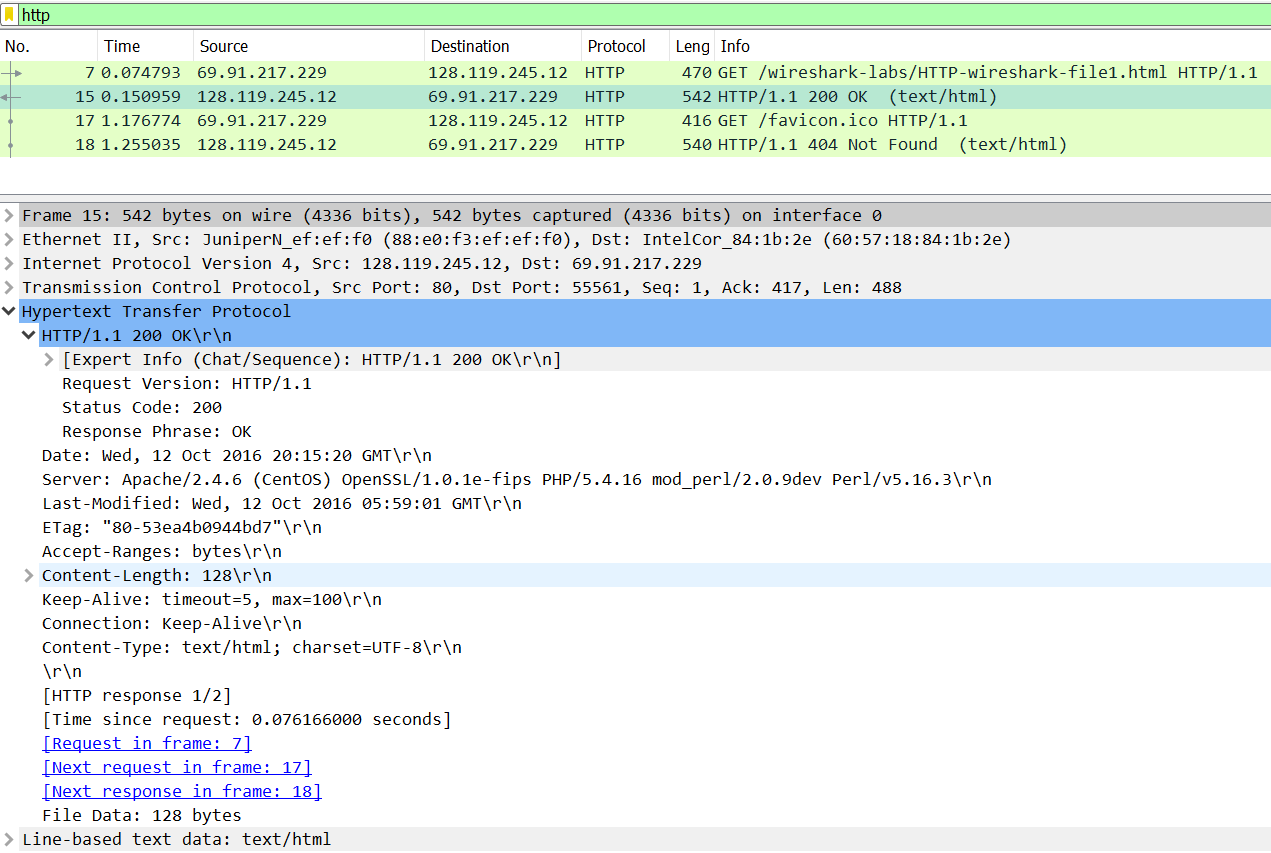 http
No. Time Source Destination Protocol Leng Info
7 0.074793 69.91.217.229 128.119.245.12 HTTP 470 GET /wireshark-labs/HTTP-wireshark-file1.html HTTP/1.1
15 0.150959 128.119.245.12 69.91.217.229 HTTP 542 HTTP/1.1 200 OK (text/html)
17 1.176774 69.91.217.229 128.119.245.12 HTTP 416 GET /favicon.ico HTTP/1.1
18 1.255035 128.119.245.12 69.91.217.229 HTTP 540 HTTP/1.1 404 Not Found (text/html)
Frame 15: 542 bytes on wire (4336 bits), 542 bytes captured (4336 bits) on interface 0
Ethernet II, Src: JuniperN_ef:ef:f0 (88:e0:f3:ef:ef:f0), Dst: IntelCor_84:1b:2e (60:57:18:84:1b:2e)
Internet Protocol Version 4, Src: 128.119.245.12, Dst: 69.91.217.229
Transmission Control Protocol, Src Port: 80, Dst Port: 55561, Seq: 1, Ack: 417, Len: 488
Hypertext Transfer Protocol
HTTP/1.1 200 OK\r\n
[Expert Info (Chat/Sequence): HTTP/1.1 200 OK\r\n]
Request Version: HTTP/1.1
Status Code: 200
Response Phrase: OK
Date: Wed, 12 Oct 2016 20:15:20 GMT\r\n
Server: Apache/2.4.6 (CentOS) OpenSSL/1.0.1e-fips PHP/5.4.16 mod_perl/2.0.9dev Perl/v5.16.3\r\n
Last-Modified: Wed, 12 Oct 2016 05:59:01 GMT\r\n
ETag: "80-53ea4b0944bd7"\r\n
Accept-Ranges: bytes\r\n
Content-Length: 128\r\n
Keep-Alive: timeout=5, max=100\r\n
Connection: Keep-Alive\r\n
Content-Type: text/html; charset=UTF-8\r\n
\r\n
[HTTP response 1/2]
[Time since request: 0.076166000 seconds]
[Request in frame: 7]
[Next request in frame: 17]
[Next response in frame: 18]
File Data: 128 bytes
Line-based text data: text/html